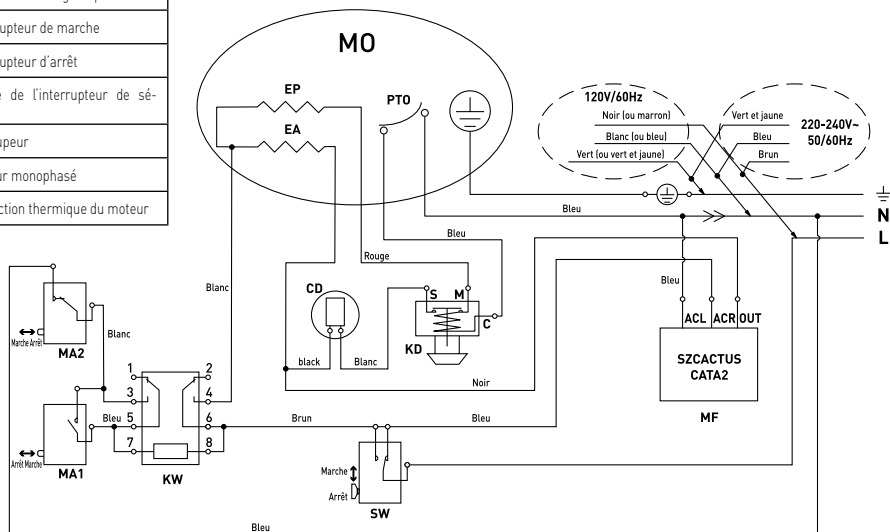 rupteur de marche
rupteur d'arrêt
e de l'interrupteur de sé-
upeur
ur monophasé
ction thermique du moteur
MO
EP
EA
PTO
120V/60Hz
Noir (ou marron)
Blanc (ou bleu)
Vert (ou vert et jaune)
Vert et jaune
Bleu
Brun
220-240V~
50/60Hz
Bleu
N
L
Bleu
Rouge
Blanc
CD
S
M
C
KD
black
Blanc
Noir
Bleu
ACL
ACR
OUT
SZCACTUS
CATA2
MF
Marche Arrêt
MA2
Blanc
1
2
3
4
5
6
7
8
Bleu
Arrêt Marche
MA1
KW
Brun
Bleu
Marche
Arrêt
SW
Bleu